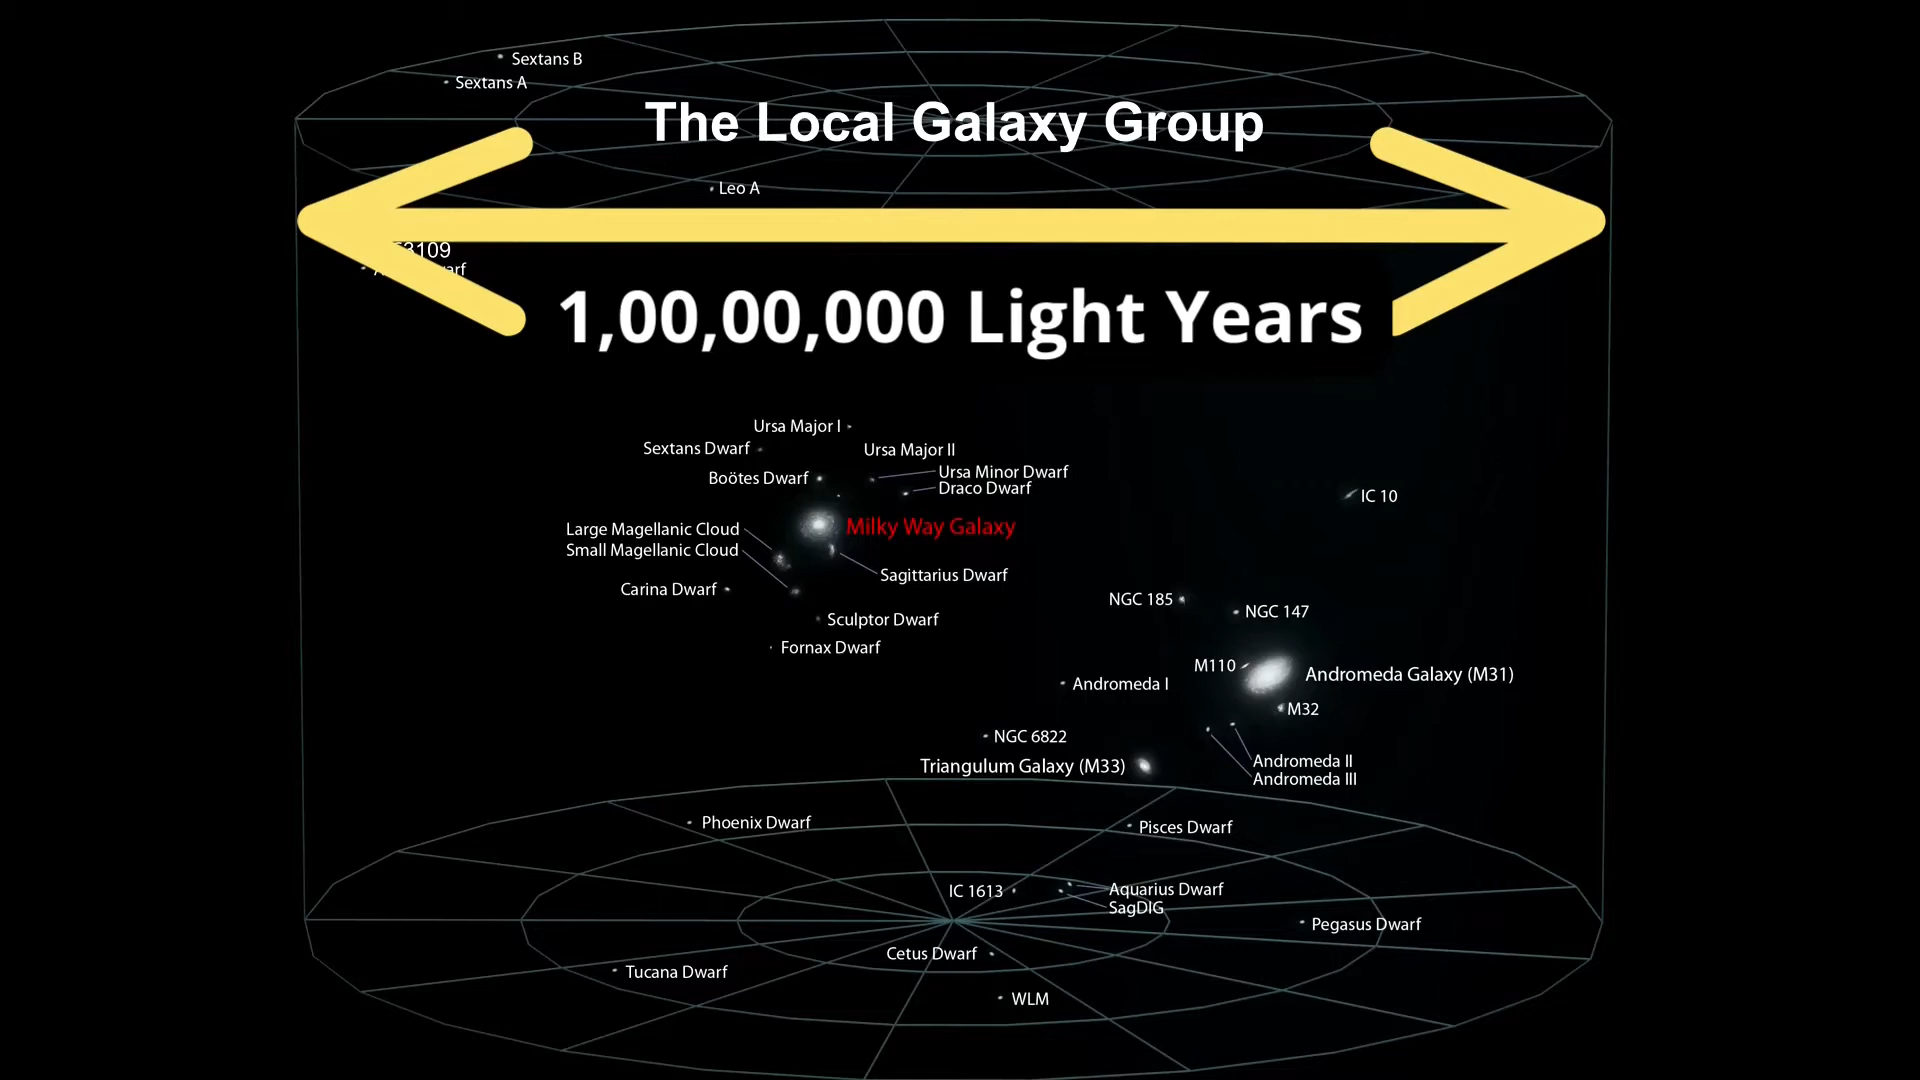 Sextans B
Sextans A
The Local Galaxy Group
Leo A
3109
1,00,00,000 Light Years
Ursa Major I
Sextans Dwarf
Ursa Major II
Boötes Dwarf
Ursa Minor Dwarf
Draco Dwarf
IC 10
Milky Way Galaxy
Large Magellanic Cloud
Small Magellanic Cloud
Sagittarius Dwarf
Carina Dwarf
NGC 185
NGC 147
Sculptor Dwarf
Fornax Dwarf
M110
Andromeda Galaxy (M31)
Andromeda I
M32
NGC 6822
Triangulum Galaxy (M33)
Andromeda II
Andromeda III
Phoenix Dwarf
Pisces Dwarf
IC 1613
Aquarius Dwarf
SagDIG
Pegasus Dwarf
Cetus Dwarf
Tucana Dwarf
WLM